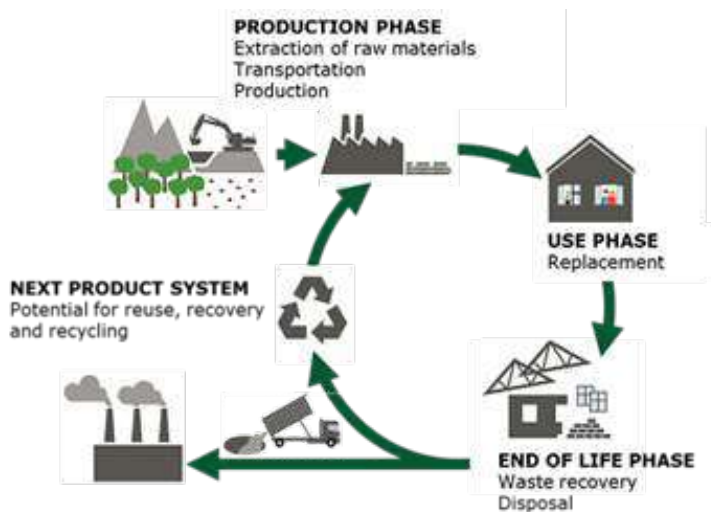 PRODUCTION PHASE
Extraction of raw materials
Transportation
Production
USE PHASE
Replacement
NEXT PRODUCT SYSTEM
Potential for reuse, recovery
and recycling
END OF LIFE PHASE
Waste recovery
Disposal